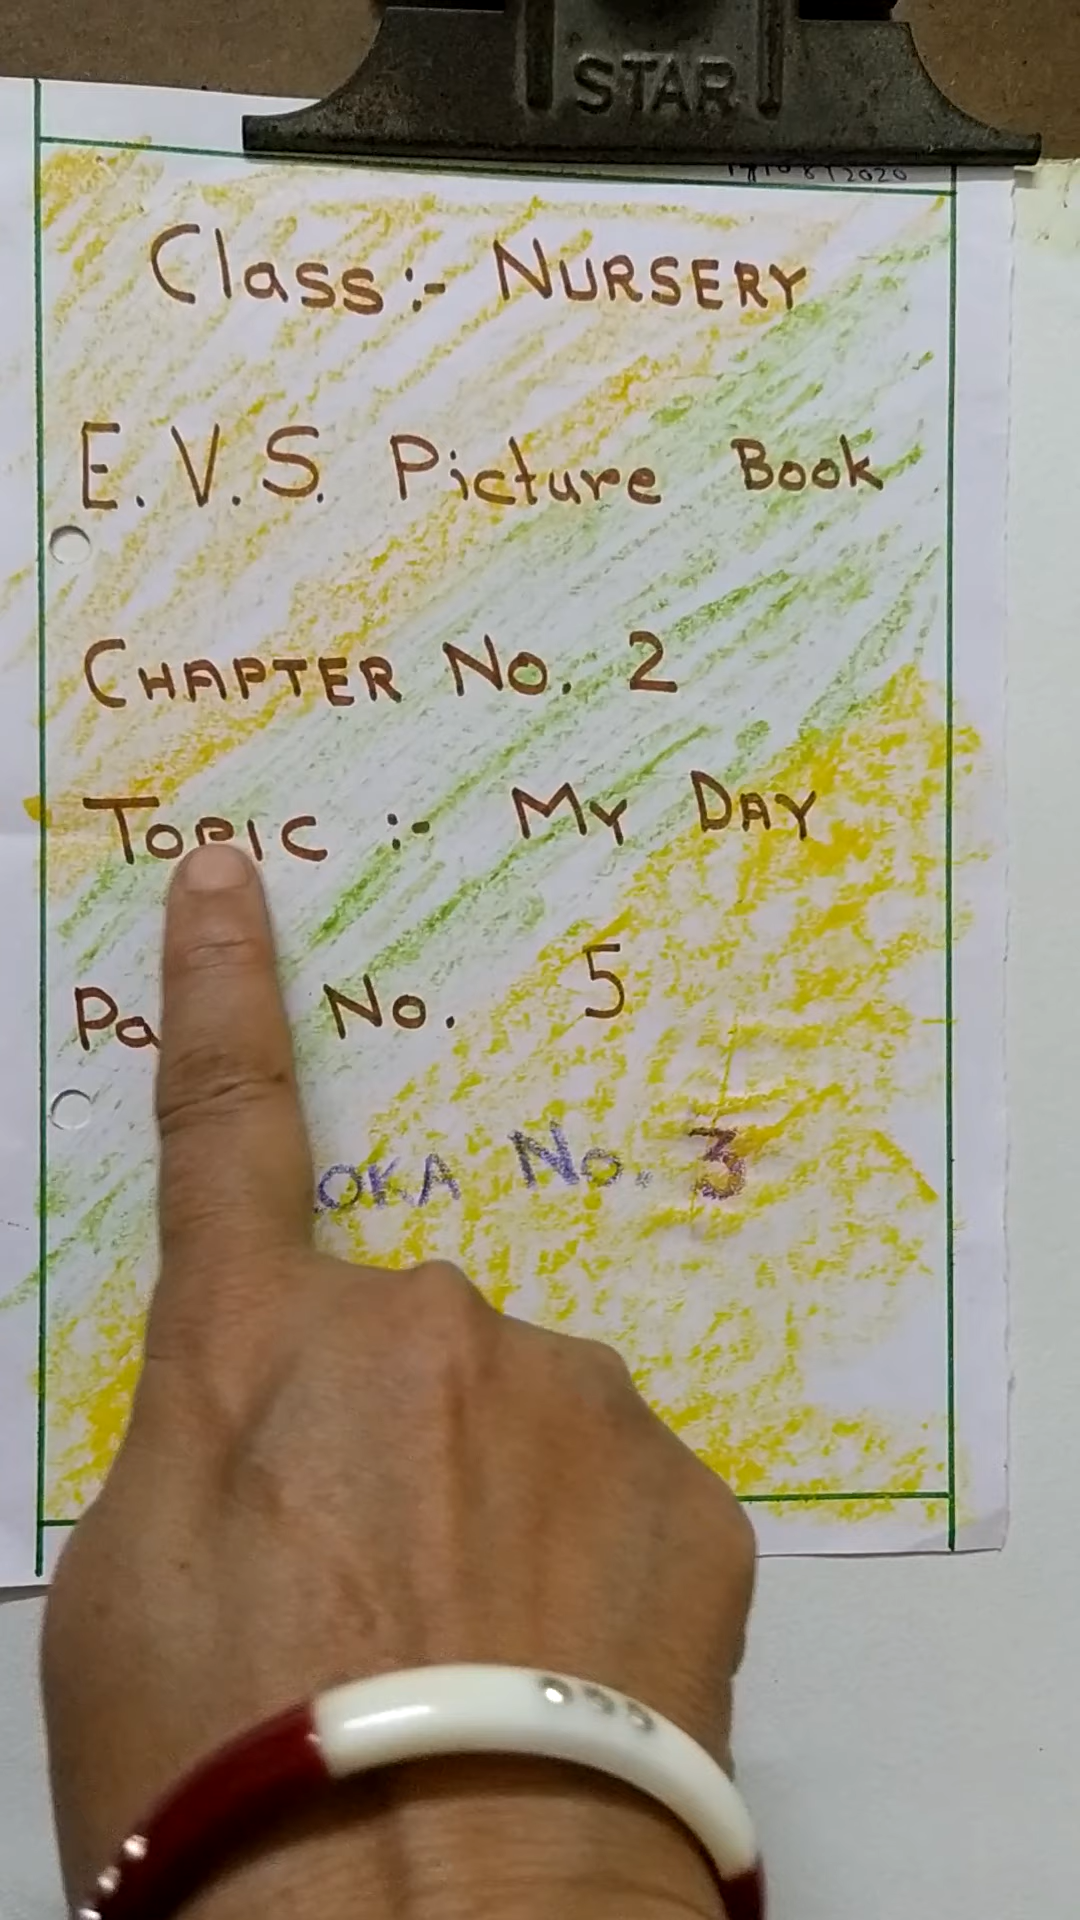 STAR
Class:- NURSERY
E.V.S. Picture Book
CHAPTER No. 2
TOPIC :- MY DAY
No. 5
No. 3